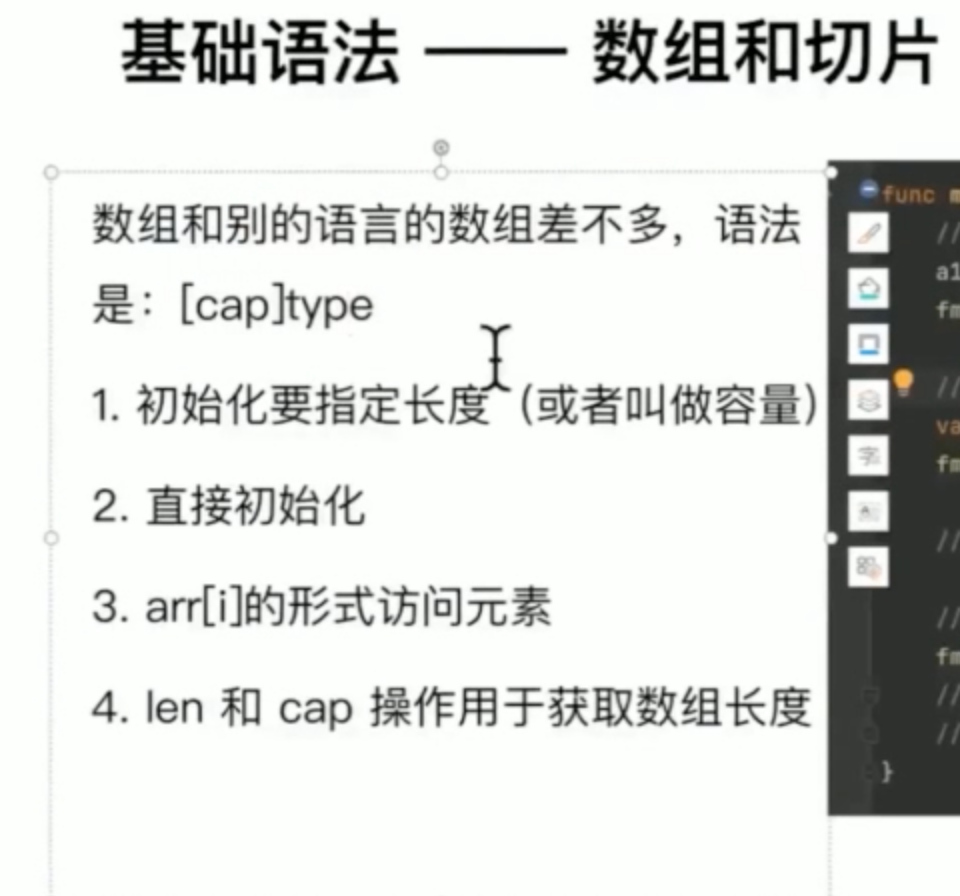 基础语法 —— 数组和切片
数组和别的语言的数组差不多，语法
是：[cap]type
1. 初始化要指定长度（或者叫做容量）
2. 直接初始化
3. arr[i]的形式访问元素
4. len 和 cap 操作用于获取数组长度
func m
//
a1
fm
//
va
fm
//
//
fm
//
//
}
字